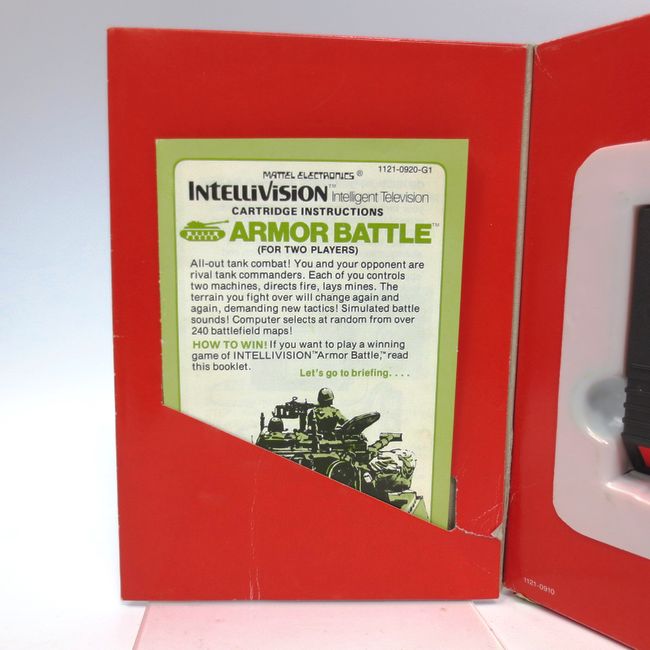 MATTEL ELECTRONICS®
1121-0920-G1
INTELLIVISION™ Intelligent Television
CARTRIDGE INSTRUCTIONS
ARMOR BATTLE™
(FOR TWO PLAYERS)
All-out tank combat! You and your opponent are
rival tank commanders. Each of you controls
two machines, directs fire, lays mines. The
terrain you fight over will change again and
again, demanding new tactics! Simulated battle
sounds! Computer selects at random from over
240 battlefield maps!
HOW TO WIN! If you want to play a winning
game of INTELLIVISION™ "Armor Battle," read
this booklet.
Let's go to briefing....
1121-0910